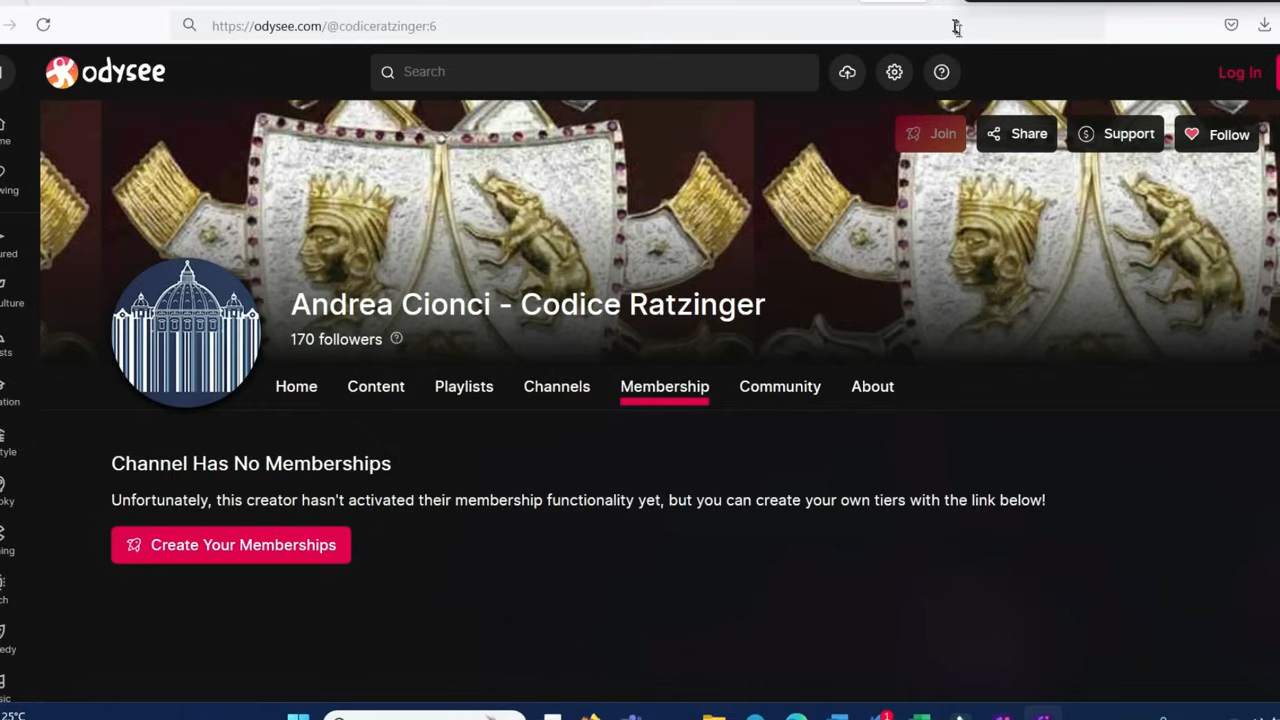 https://odysee.com/@codiceratzinger:6
odysee
Search
Log In
Join
Share
Support
Follow
Andrea Cionci - Codice Ratzinger
170 followers
Home
Content
Playlists
Channels
Membership
Community
About
Channel Has No Memberships
Unfortunately, this creator hasn't activated their membership functionality yet, but you can create your own tiers with the link below!
Create Your Memberships
25°C
1